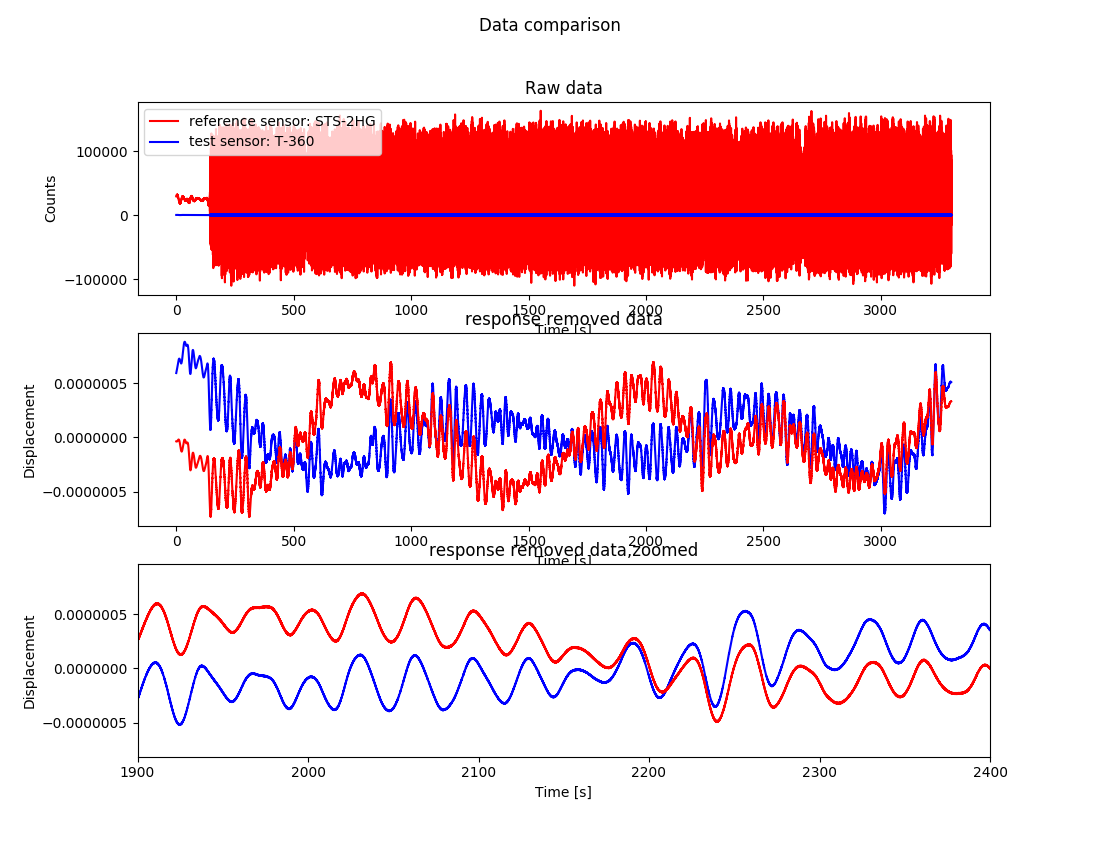 Data comparison
Raw data
reference sensor: STS-2HG
test sensor: T-360
Counts
100000
0
−100000
0 500 1000 1500 2000 2500 3000
Time [s]
response removed data
Displacement
0.0000005
0.0000000
−0.0000005
0 500 1000 1500 2000 2500 3000
Time [s]
response removed data,zoomed
Displacement
0.0000005
0.0000000
−0.0000005
1900 2000 2100 2200 2300 2400
Time [s]